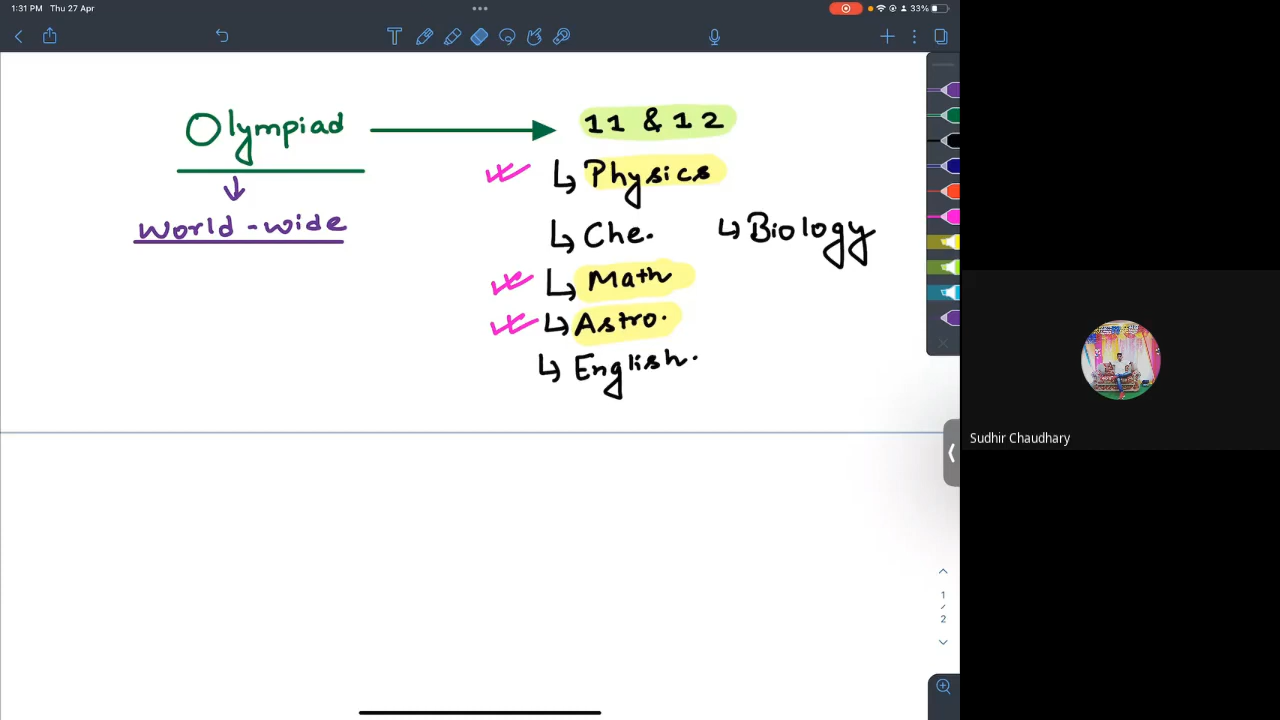 1:31 PM Thu 27 Apr
33%
Olympiad
11 & 12
Physics
World-wide
Che.
Biology
Math
Astro.
English.
Sudhir Chaudhary
1
/
2